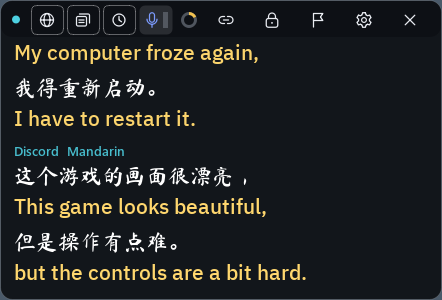 My computer froze again,
我得重新启动。
I have to restart it.
Discord Mandarin
这个游戏的画面很漂亮，
This game looks beautiful,
但是操作有点难。
but the controls are a bit hard.